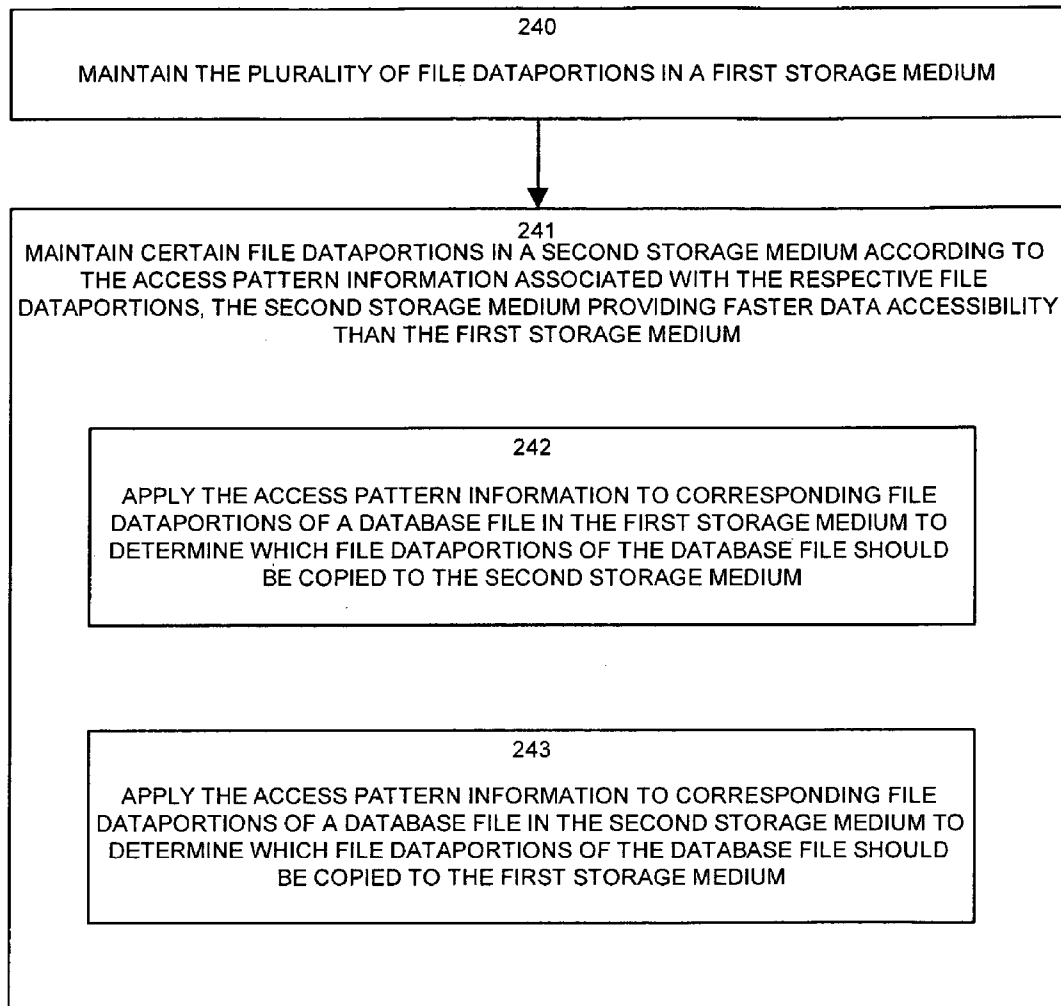 240
MAINTAIN THE PLURALITY OF FILE DATAPORTIONS IN A FIRST STORAGE MEDIUM
241
MAINTAIN CERTAIN FILE DATAPORTIONS IN A SECOND STORAGE MEDIUM ACCORDING TO
THE ACCESS PATTERN INFORMATION ASSOCIATED WITH THE RESPECTIVE FILE
DATAPORTIONS, THE SECOND STORAGE MEDIUM PROVIDING FASTER DATA ACCESSIBILITY
THAN THE FIRST STORAGE MEDIUM
242
APPLY THE ACCESS PATTERN INFORMATION TO CORRESPONDING FILE
DATAPORTIONS OF A DATABASE FILE IN THE FIRST STORAGE MEDIUM TO
DETERMINE WHICH FILE DATAPORTIONS OF THE DATABASE FILE SHOULD
BE COPIED TO THE SECOND STORAGE MEDIUM
243
APPLY THE ACCESS PATTERN INFORMATION TO CORRESPONDING FILE
DATAPORTIONS OF A DATABASE FILE IN THE SECOND STORAGE MEDIUM TO
DETERMINE WHICH FILE DATAPORTIONS OF THE DATABASE FILE SHOULD
BE COPIED TO THE FIRST STORAGE MEDIUM